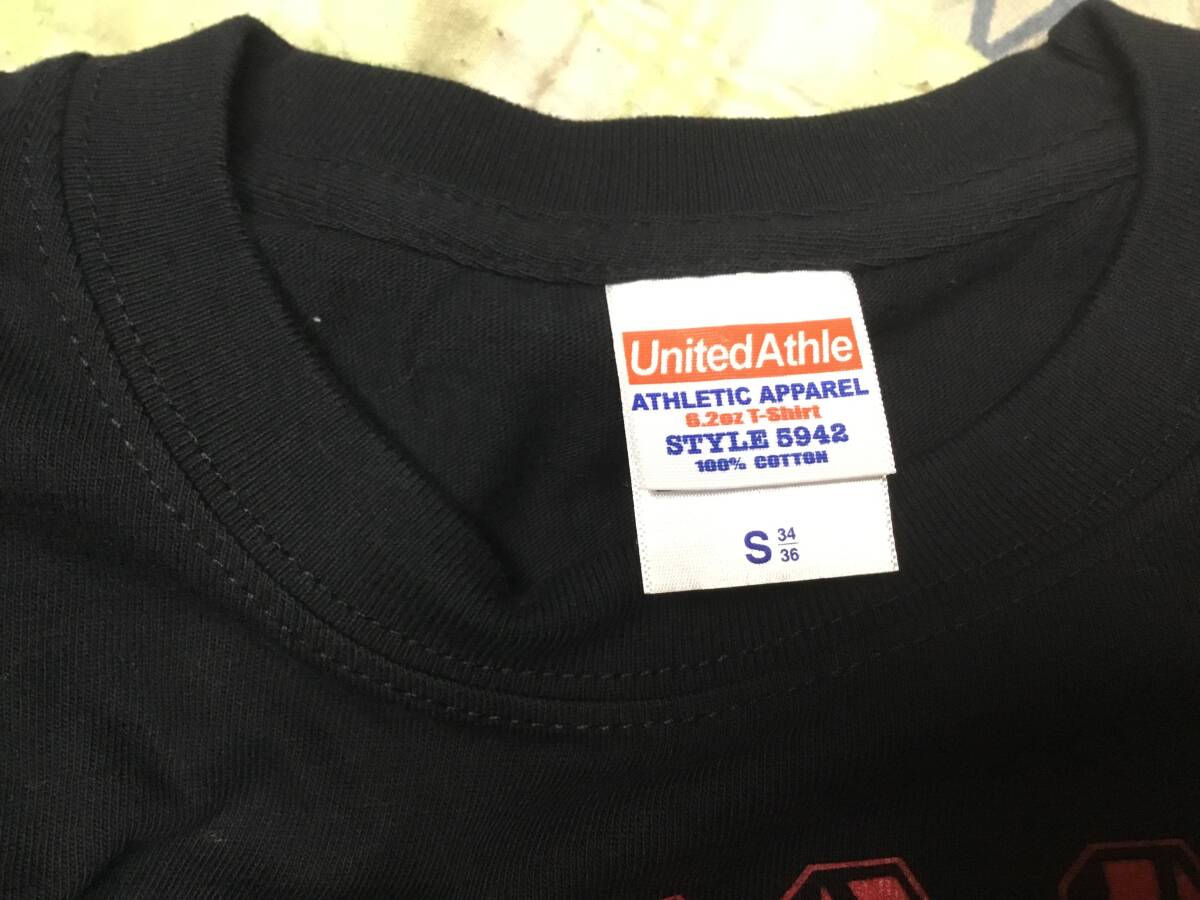 UnitedAthle
ATHLETIC APPAREL
6.2oz T-Shirt
STYLE 5942
100% COTTON
S 34/36